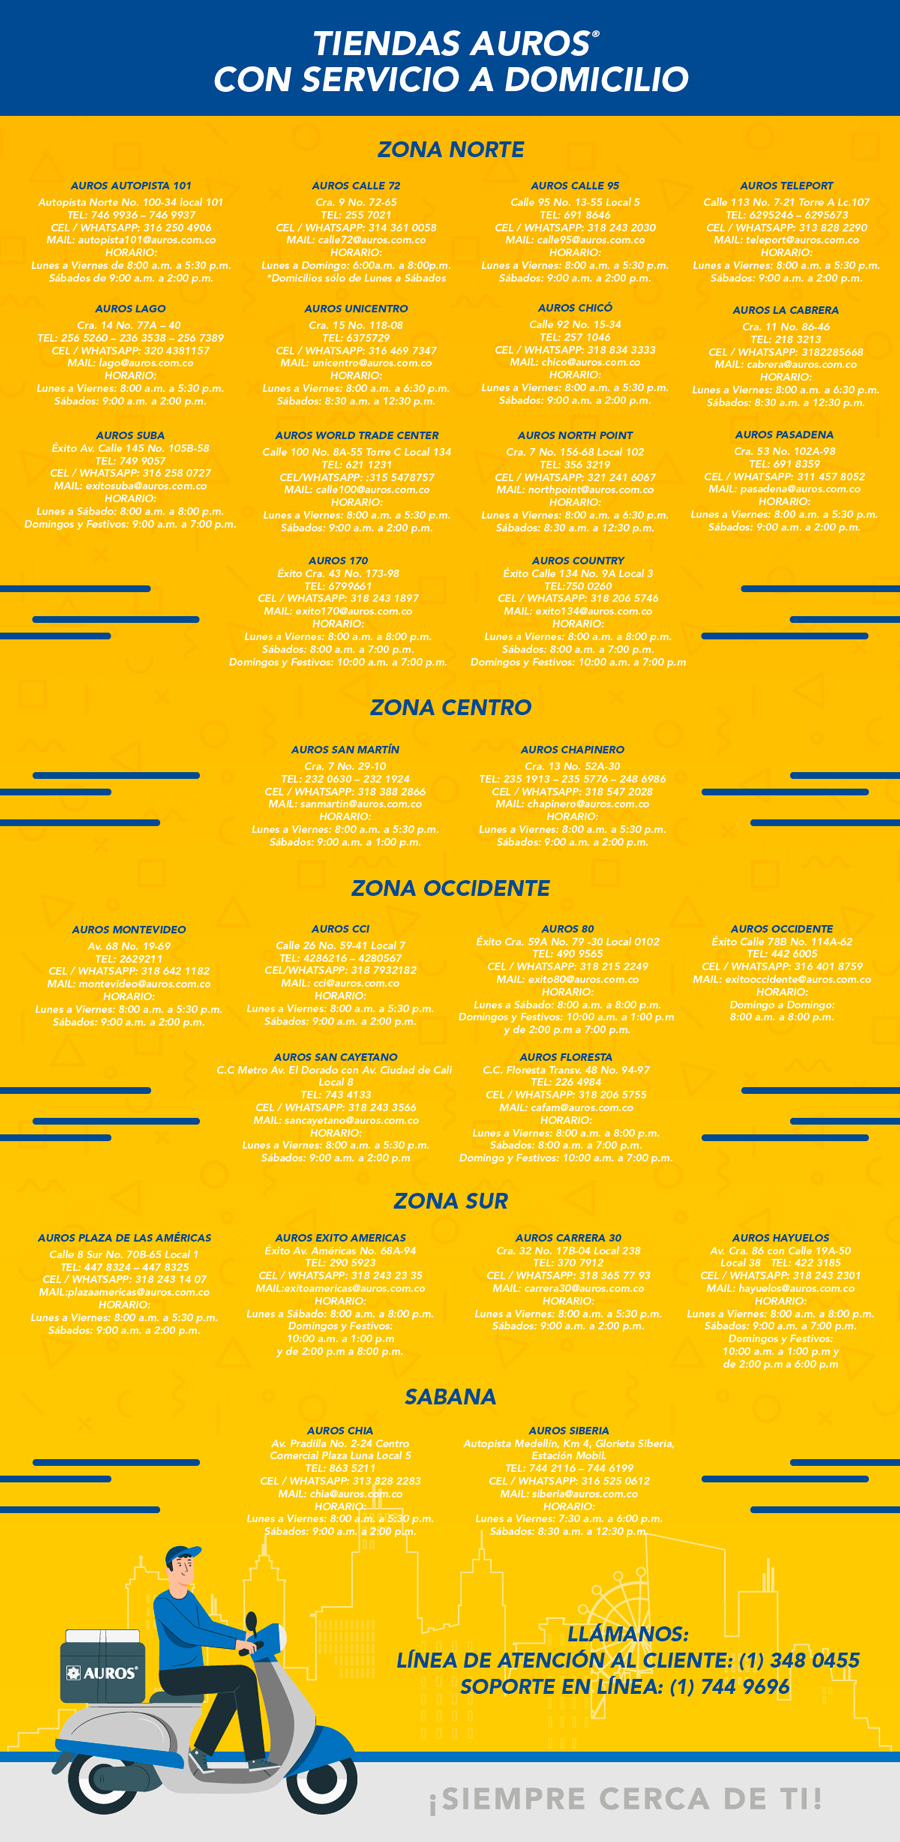 TIENDAS AUROS®
CON SERVICIO A DOMICILIO
ZONA NORTE
AUROS AUTOPISTA 101
Autopista Norte No. 100-34 local 101
TEL: 746 9936 – 746 9937
CEL / WHATSAPP: 316 250 4906
MAIL: autopista101@auros.com.co
HORARIO:
Lunes a Viernes de 8:00 a.m. a 5:30 p.m.
Sábados de 9:00 a.m. a 2:00 p.m.
AUROS CALLE 72
Cra. 9 No. 72-65
TEL: 255 7021
CEL / WHATSAPP: 314 361 0058
MAIL: calle72@auros.com.co
HORARIO:
Lunes a Domingo: 6:00a.m. a 8:00p.m.
*Domicilios sólo de Lunes a Sábados
AUROS CALLE 95
Calle 95 No. 13-55 Local 5
TEL: 691 8646
CEL / WHATSAPP: 318 243 2030
MAIL: calle95@auros.com.co
HORARIO:
Lunes a Viernes: 8:00 a.m. a 5:30 p.m.
Sábados: 9:00 a.m. a 2:00 p.m.
AUROS TELEPORT
Calle 113 No. 7-21 Torre A Lc.107
TEL: 6295246 – 6295673
CEL / WHATSAPP: 313 828 2290
MAIL: teleport@auros.com.co
HORARIO:
Lunes a Viernes: 8:00 a.m. a 5:30 p.m.
Sábados: 9:00 a.m. a 2:00 p.m.
AUROS LAGO
Cra. 14 No. 77A – 40
TEL: 256 5260 – 236 3538 – 256 7389
CEL / WHATSAPP: 320 4381157
MAIL: lago@auros.com.co
HORARIO:
Lunes a Viernes: 8:00 a.m. a 5:30 p.m.
Sábados: 9:00 a.m. a 2:00 p.m.
AUROS UNICENTRO
Cra. 15 No. 118-08
TEL: 6375729
CEL / WHATSAPP: 316 469 7347
MAIL: unicentro@auros.com.co
HORARIO:
Lunes a Viernes: 8:00 a.m. a 6:30 p.m.
Sábados: 8:30 a.m. a 12:30 p.m.
AUROS CHICÓ
Calle 92 No. 15-34
TEL: 257 1046
CEL / WHATSAPP: 318 834 3333
MAIL: chico@auros.com.co
HORARIO:
Lunes a Viernes: 8:00 a.m. a 5:30 p.m.
Sábados: 9:00 a.m. a 2:00 p.m.
AUROS LA CABRERA
Cra. 11 No. 86-46
TEL: 218 3213
CEL / WHATSAPP: 3182285668
MAIL: cabrera@auros.com.co
HORARIO:
Lunes a Viernes: 8:00 a.m. a 6:30 p.m.
Sábados: 8:30 a.m. a 12:30 p.m.
AUROS SUBA
Éxito Av. Calle 145 No. 105B-58
TEL: 749 9057
CEL / WHATSAPP: 316 258 0727
MAIL: exitosuba@auros.com.co
HORARIO:
Lunes a Sábado: 8:00 a.m. a 8:00 p.m.
Domingos y Festivos: 9:00 a.m. a 7:00 p.m.
AUROS WORLD TRADE CENTER
Calle 100 No. 8A-55 Torre C Local 134
TEL: 621 1231
CEL/WHATSAPP: :315 5478757
MAIL: calle100@auros.com.co
HORARIO:
Lunes a Viernes: 8:00 a.m. a 5:30 p.m.
Sábados: 9:00 a.m. a 2:00 p.m.
AUROS NORTH POINT
Cra. 7 No. 156-68 Local 102
TEL: 356 3219
CEL / WHATSAPP: 321 241 6067
MAIL: northpoint@auros.com.co
HORARIO:
Lunes a Viernes: 8:00 a.m. a 6:30 p.m.
Sábados: 8:30 a.m. a 12:30 p.m.
AUROS PASADENA
Cra. 53 No. 102A-98
TEL: 691 8359
CEL / WHATSAPP: 311 457 8052
MAIL: pasadena@auros.com.co
HORARIO:
Lunes a Viernes: 8:00 a.m. a 5:30 p.m.
Sábados: 9:00 a.m. a 2:00 p.m.
AUROS 170
Éxito Cra. 43 No. 173-98
TEL: 6799661
CEL / WHATSAPP: 318 243 1897
MAIL: exito170@auros.com.co
HORARIO:
Lunes a Viernes: 8:00 a.m. a 8:00 p.m.
Sábados: 8:00 a.m. a 7:00 p.m.
Domingos y Festivos: 10:00 a.m. a 7:00 p.m.
AUROS COUNTRY
Éxito Calle 134 No. 9A Local 3
TEL:750 0260
CEL / WHATSAPP: 318 206 5746
MAIL: exito134@auros.com.co
HORARIO:
Lunes a Viernes: 8:00 a.m. a 8:00 p.m.
Sábados: 8:00 a.m. a 7:00 p.m.
Domingos y Festivos: 10:00 a.m. a 7:00 p.m
ZONA CENTRO
AUROS SAN MARTÍN
Cra. 7 No. 29-10
TEL: 232 0630 – 232 1924
CEL / WHATSAPP: 318 388 2866
MAIL: sanmartin@auros.com.co
HORARIO:
Lunes a Viernes: 8:00 a.m. a 5:30 p.m.
Sábados: 9:00 a.m. a 1:00 p.m.
AUROS CHAPINERO
Cra. 13 No. 52A-30
TEL: 235 1913 – 235 5776 – 248 6986
CEL / WHATSAPP: 318 547 2028
MAIL: chapinero@auros.com.co
HORARIO:
Lunes a Viernes: 8:00 a.m. a 5:30 p.m.
Sábados: 9:00 a.m. a 2:00 p.m.
ZONA OCCIDENTE
AUROS MONTEVIDEO
Av. 68 No. 19-69
TEL: 2629211
CEL / WHATSAPP: 318 642 1182
MAIL: montevideo@auros.com.co
HORARIO:
Lunes a Viernes: 8:00 a.m. a 5:30 p.m.
Sábados: 9:00 a.m. a 2:00 p.m.
AUROS CCI
Calle 26 No. 59-41 Local 7
TEL: 4286216 – 4280567
CEL/WHATSAPP: 318 7932182
MAIL: cci@auros.com.co
HORARIO:
Lunes a Viernes: 8:00 a.m. a 5:30 p.m.
Sábados: 9:00 a.m. a 2:00 p.m.
AUROS 80
Éxito Cra. 59A No. 79 -30 Local 0102
TEL: 490 9565
CEL / WHATSAPP: 318 215 2249
MAIL: exito80@auros.com.co
HORARIO:
Lunes a Sábado: 8:00 a.m. a 8:00 p.m.
Domingos y Festivos: 10:00 a.m. a 1:00 p.m
y de 2:00 p.m a 7:00 p.m.
AUROS OCCIDENTE
Éxito Calle 78B No. 114A-62
TEL: 442 6005
CEL / WHATSAPP: 316 401 8759
MAIL: exitooccidente@auros.com.co
HORARIO:
Domingo a Domingo:
8:00 a.m. a 8:00 p.m.
AUROS SAN CAYETANO
C.C Metro Av. El Dorado con Av. Ciudad de Cali
Local 8
TEL: 743 4133
CEL / WHATSAPP: 318 243 3566
MAIL: sancayetano@auros.com.co
HORARIO:
Lunes a Viernes: 8:00 a.m. a 5:30 p.m.
Sábados: 9:00 a.m. a 2:00 p.m
AUROS FLORESTA
C.C. Floresta Transv. 48 No. 94-97
TEL: 226 4984
CEL / WHATSAPP: 318 206 5755
MAIL: cafam@auros.com.co
HORARIO:
Lunes a Viernes: 8:00 a.m. a 8:00 p.m.
Sábados: 8:00 a.m. a 7:00 p.m.
Domingo y Festivos: 10:00 a.m. a 7:00 p.m.
ZONA SUR
AUROS PLAZA DE LAS AMÉRICAS
Calle 8 Sur No. 70B-65 Local 1
TEL: 447 8324 – 447 8325
CEL / WHATSAPP: 318 243 14 07
MAIL:plazaamericas@auros.com.co
HORARIO:
Lunes a Viernes: 8:00 a.m. a 5:30 p.m.
Sábados: 9:00 a.m. a 2:00 p.m.
AUROS EXITO AMERICAS
Éxito Av. Américas No. 68A-94
TEL: 290 5923
CEL / WHATSAPP: 318 243 23 35
MAIL:exitoamericas@auros.com.co
HORARIO:
Lunes a Sábado: 8:00 a.m. a 8:00 p.m.
Domingos y Festivos:
10:00 a.m. a 1:00 p.m
y de 2:00 p.m a 8:00 p.m.
AUROS CARRERA 30
Cra. 32 No. 17B-04 Local 238
TEL: 370 7912
CEL / WHATSAPP: 318 365 77 93
MAIL: carrera30@auros.com.co
HORARIO:
Lunes a Viernes: 8:00 a.m. a 5:30 p.m.
Sábados: 9:00 a.m. a 2:00 p.m.
AUROS HAYUELOS
Av. Cra. 86 con Calle 19A-50
Local 38 TEL: 422 3185
CEL / WHATSAPP: 318 243 2301
MAIL: hayuelos@auros.com.co
HORARIO:
Lunes a Viernes: 8:00 a.m. a 8:00 p.m.
Sábados: 9:00 a.m. a 7:00 p.m.
Domingos y Festivos:
10:00 a.m. a 1:00 p.m y
de 2:00 p.m a 6:00 p.m
SABANA
AUROS CHIA
Av. Pradilla No. 2-24 Centro
Comercial Plaza Luna Local 5
TEL: 863 5211
CEL / WHATSAPP: 313 828 2283
MAIL: chia@auros.com.co
HORARIO:
Lunes a Viernes: 8:00 a.m. a 5:30 p.m.
Sábados: 9:00 a.m. a 2:00 p.m.
AUROS SIBERIA
Autopista Medellín, Km 4, Glorieta Siberia,
Estación Mobil.
TEL: 744 2116 – 744 6199
CEL / WHATSAPP: 316 525 0612
MAIL: siberia@auros.com.co
HORARIO:
Lunes a Viernes: 7:30 a.m. a 6:00 p.m.
Sábados: 8:30 a.m. a 12:30 p.m.
LLÁMANOS:
LÍNEA DE ATENCIÓN AL CLIENTE: (1) 348 0455
SOPORTE EN LÍNEA: (1) 744 9696
AUROS®
¡SIEMPRE CERCA DE TI!